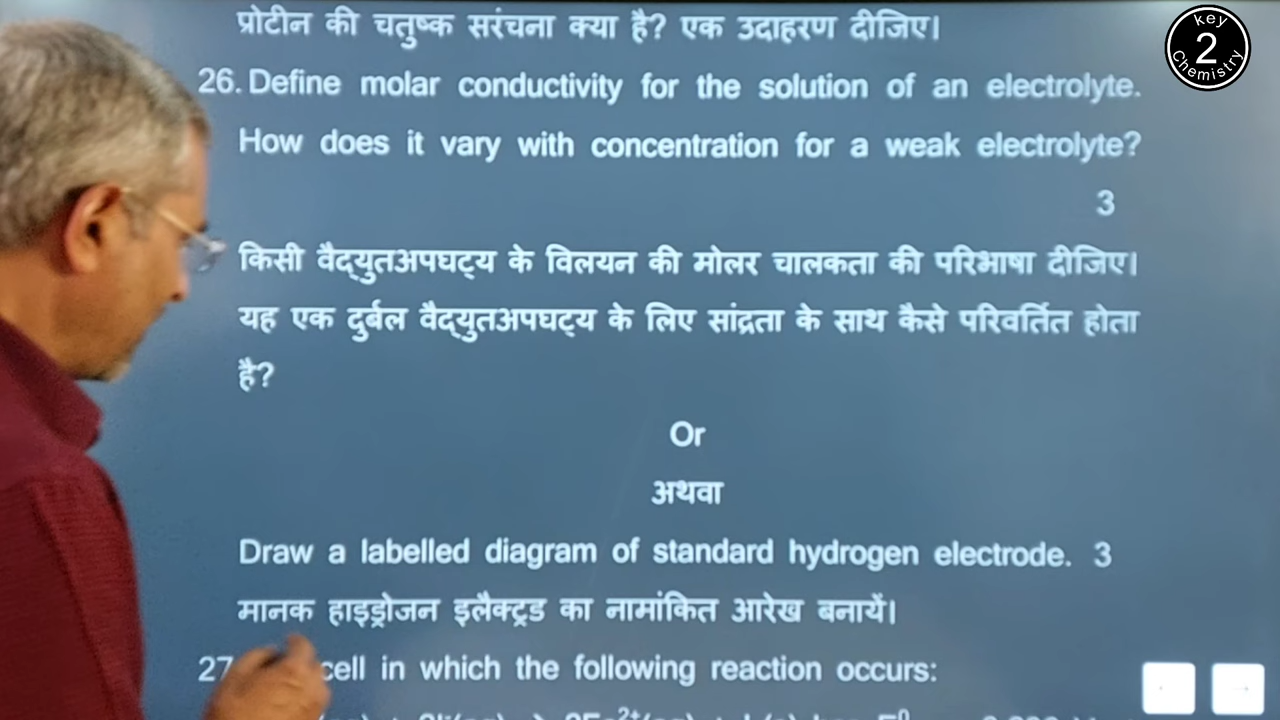 प्रोटीन की चतुष्क सरंचना क्या है? एक उदाहरण दीजिए।
26. Define molar conductivity for the solution of an electrolyte.
How does it vary with concentration for a weak electrolyte?
3
किसी वैद्युतअपघट्य के विलयन की मोलर चालकता की परिभाषा दीजिए।
यह एक दुर्बल वैद्युतअपघट्य के लिए सांद्रता के साथ कैसे परिवर्तित होता
है?
Or
अथवा
Draw a labelled diagram of standard hydrogen electrode. 3
मानक हाइड्रोजन इलैक्ट्रड का नामांकित आरेख बनायें।
27 cell in which the following reaction occurs:
key
2
Chemistry